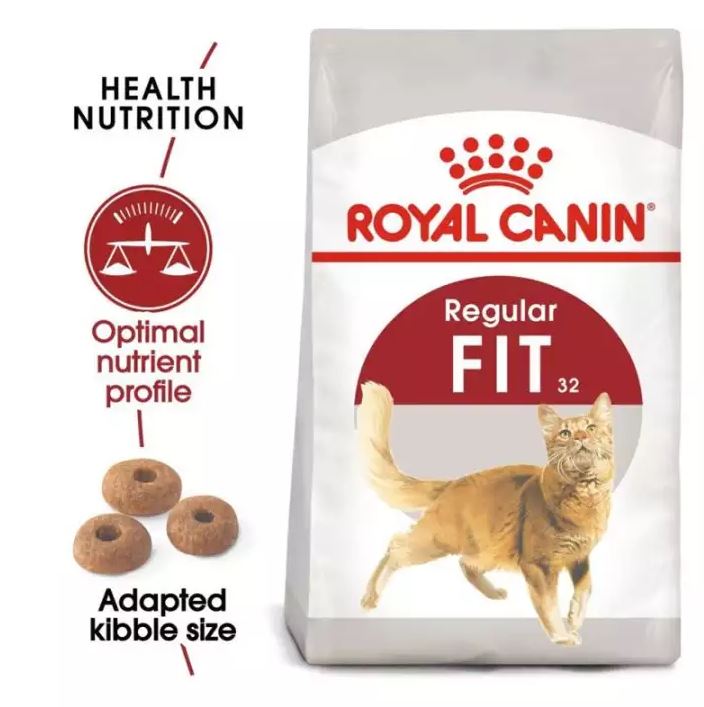 HEALTH
NUTRITION
Optimal
nutrient
profile
Adapted
kibble size
ROYAL CANIN®
Regular
FIT 32